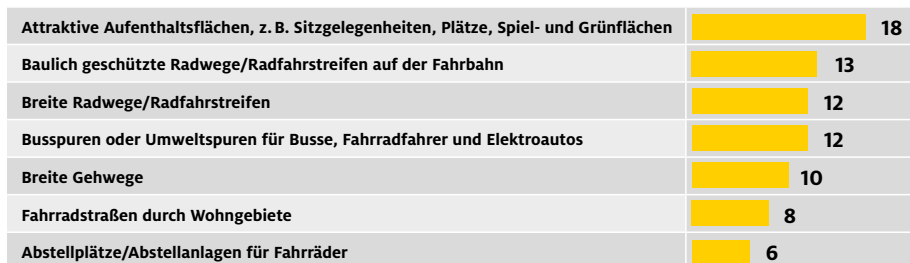 Attraktive Aufenthaltsflächen, z. B. Sitzgelegenheiten, Plätze, Spiel- und Grünflächen 18
Baulich geschützte Radwege/Radfahrstreifen auf der Fahrbahn 13
Breite Radwege/Radfahrstreifen 12
Busspuren oder Umweltspuren für Busse, Fahrradfahrer und Elektroautos 12
Breite Gehwege 10
Fahrradstraßen durch Wohngebiete 8
Abstellplätze/Abstellanlagen für Fahrräder 6